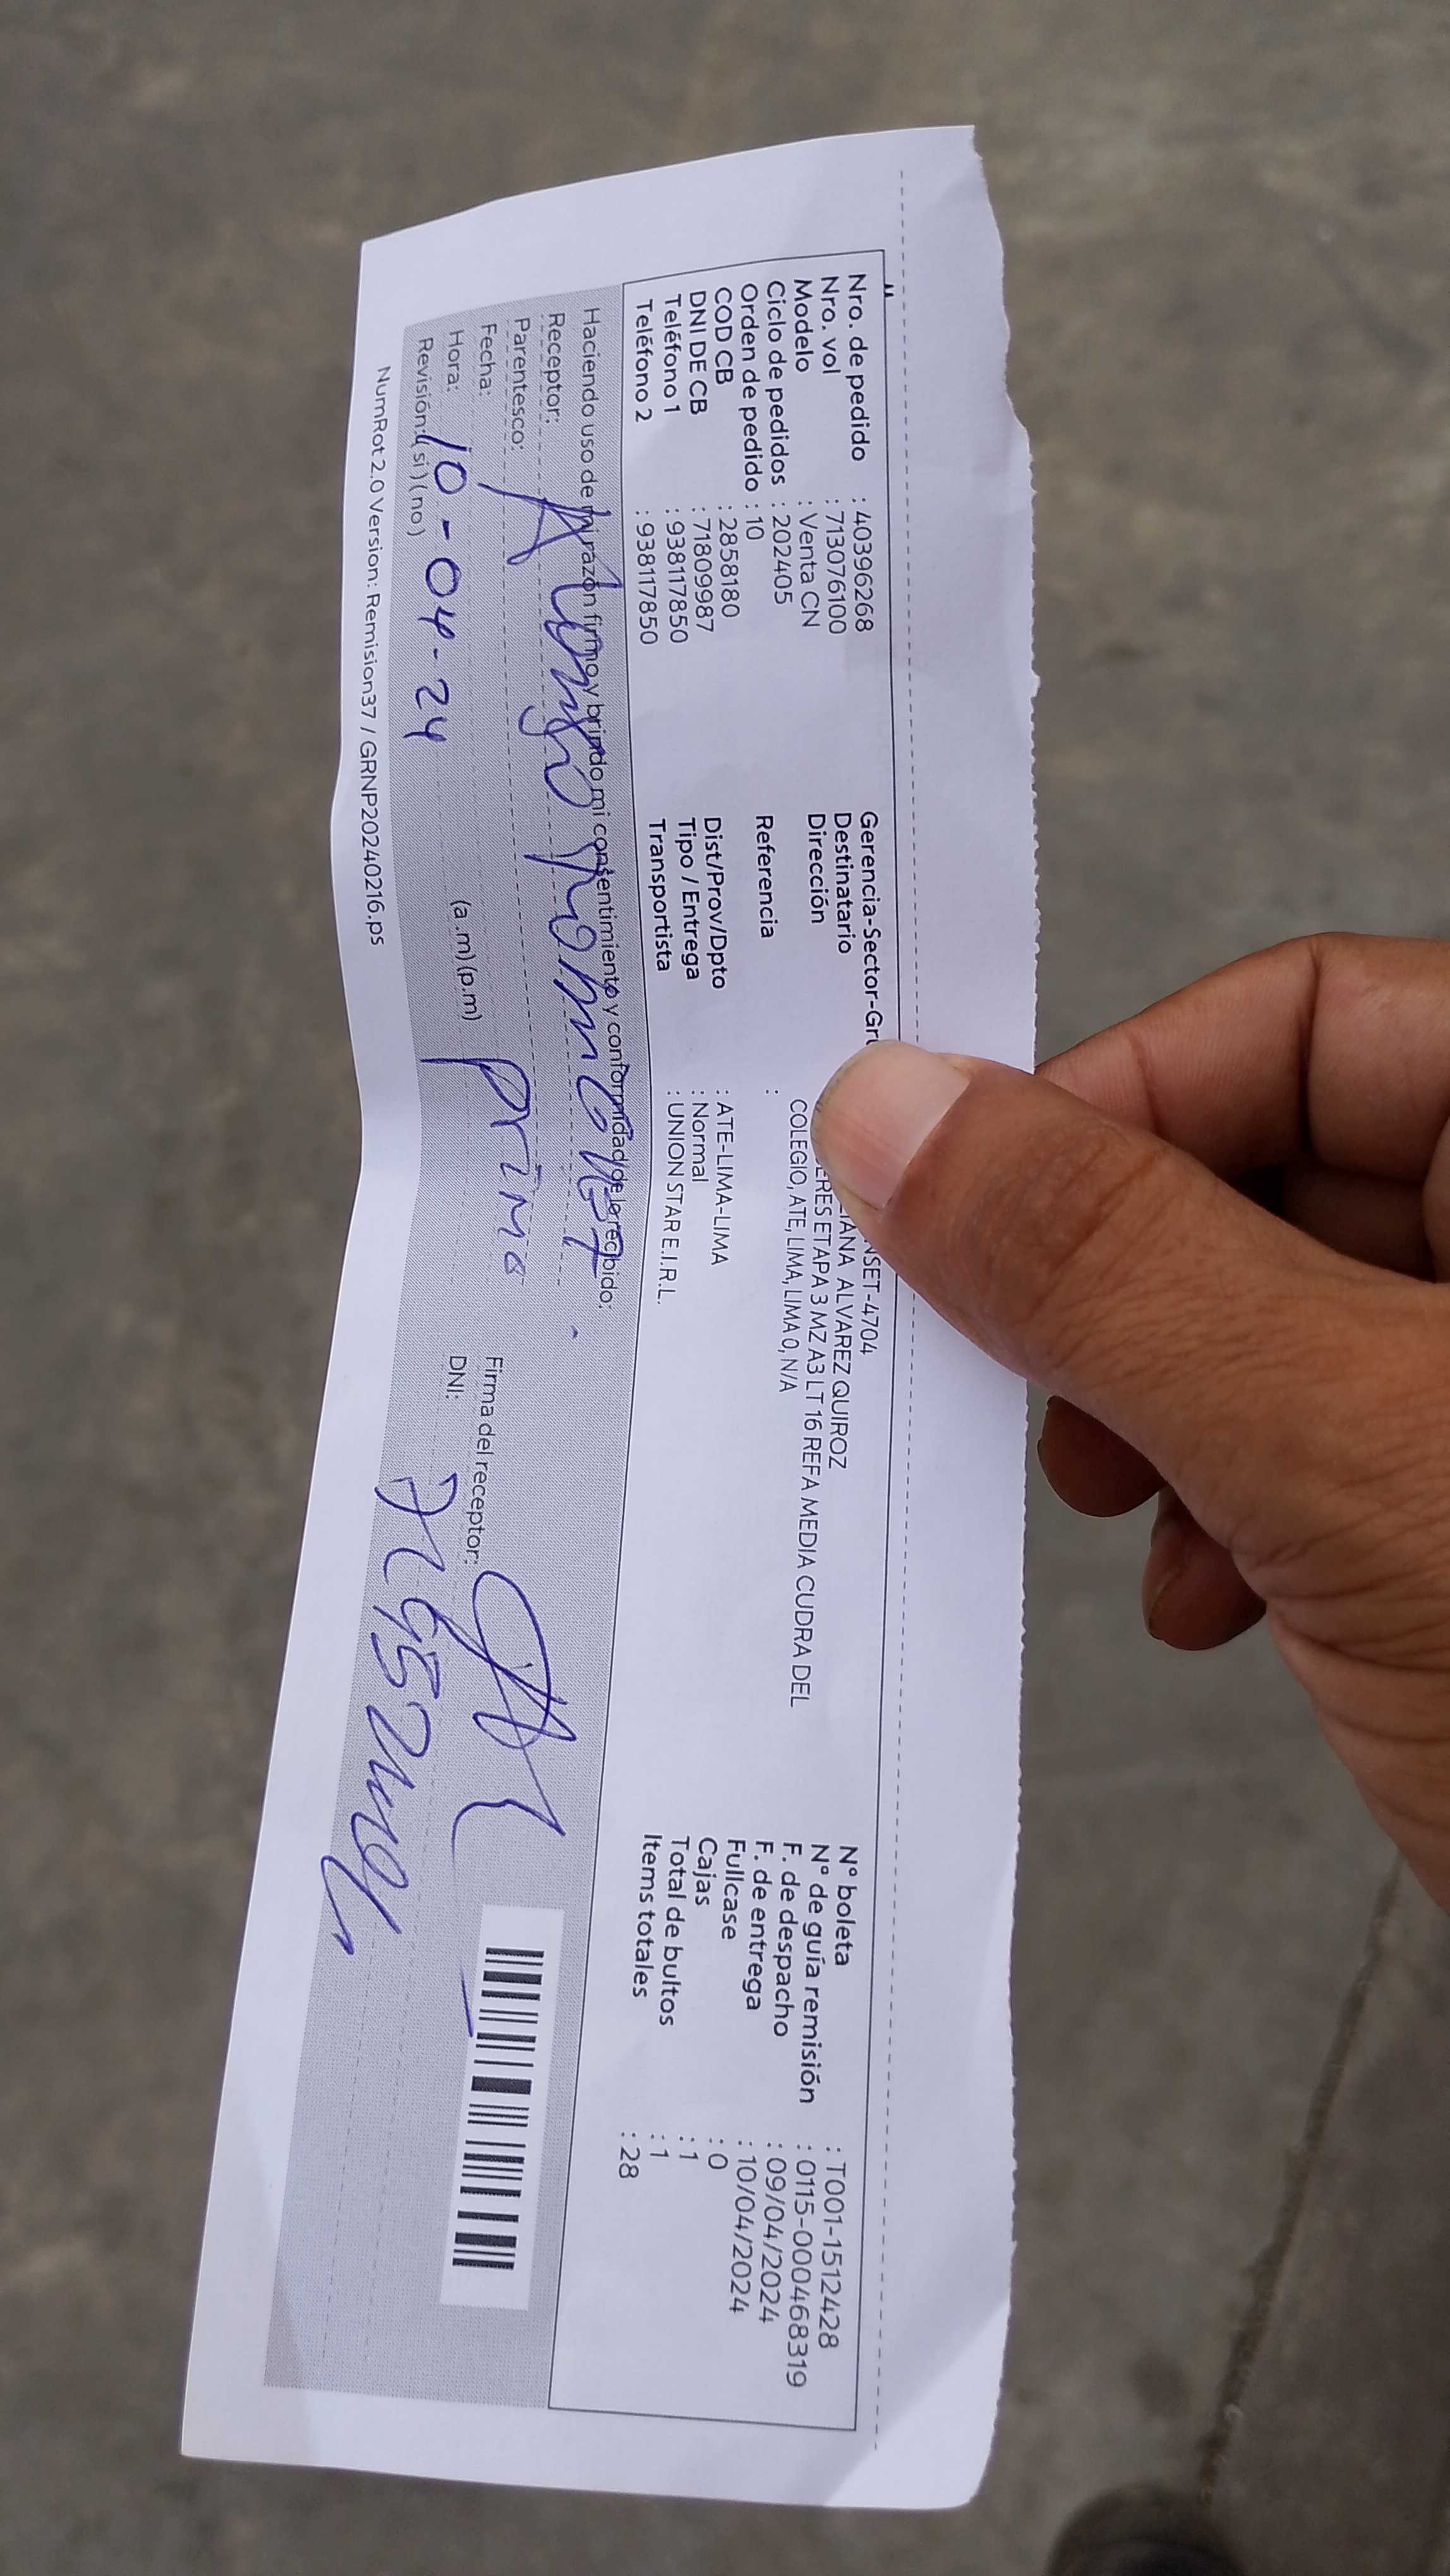 Nro. de pedido : 40396268
Nro. vol : 713076100
Modelo : Venta CN
Ciclo de pedidos : 202405
Orden de pedido : 10
COD CB : 2858180
DNI DE CB : 71809987
Teléfono 1 : 938117850
Teléfono 2 : 938117850
Gerencia-Sector-Gru NSET-4704
Destinatario IANA ALVAREZ QUIROZ
Dirección ERES ETAPA 3 MZ A3 LT 16 REFA MEDIA CUDRA DEL
COLEGIO, ATE, LIMA, LIMA 0, N/A
Referencia :
Dist/Prov/Dpto : ATE-LIMA-LIMA
Tipo / Entrega : Normal
Transportista : UNION STAR E.I.R.L.
N° boleta : T001-1512428
N° de guía remisión : 0115-000468319
F. de despacho : 09/04/2024
F. de entrega : 10/04/2024
Fullcase : 0
Cajas : 1
Total de bultos : 1
Items totales : 28
Haciendo uso de mi razón firmo y brindo mi consentimiento y conformidad de lo recibido:
Receptor:
Parentesco: primo
Fecha: 10-04-24
Hora: (a.m) (p.m)
Revisión: (si) (no)
Firma del receptor:
DNI:
NumRot 2.0 Version: Remision37 / GRNP20240216.ps